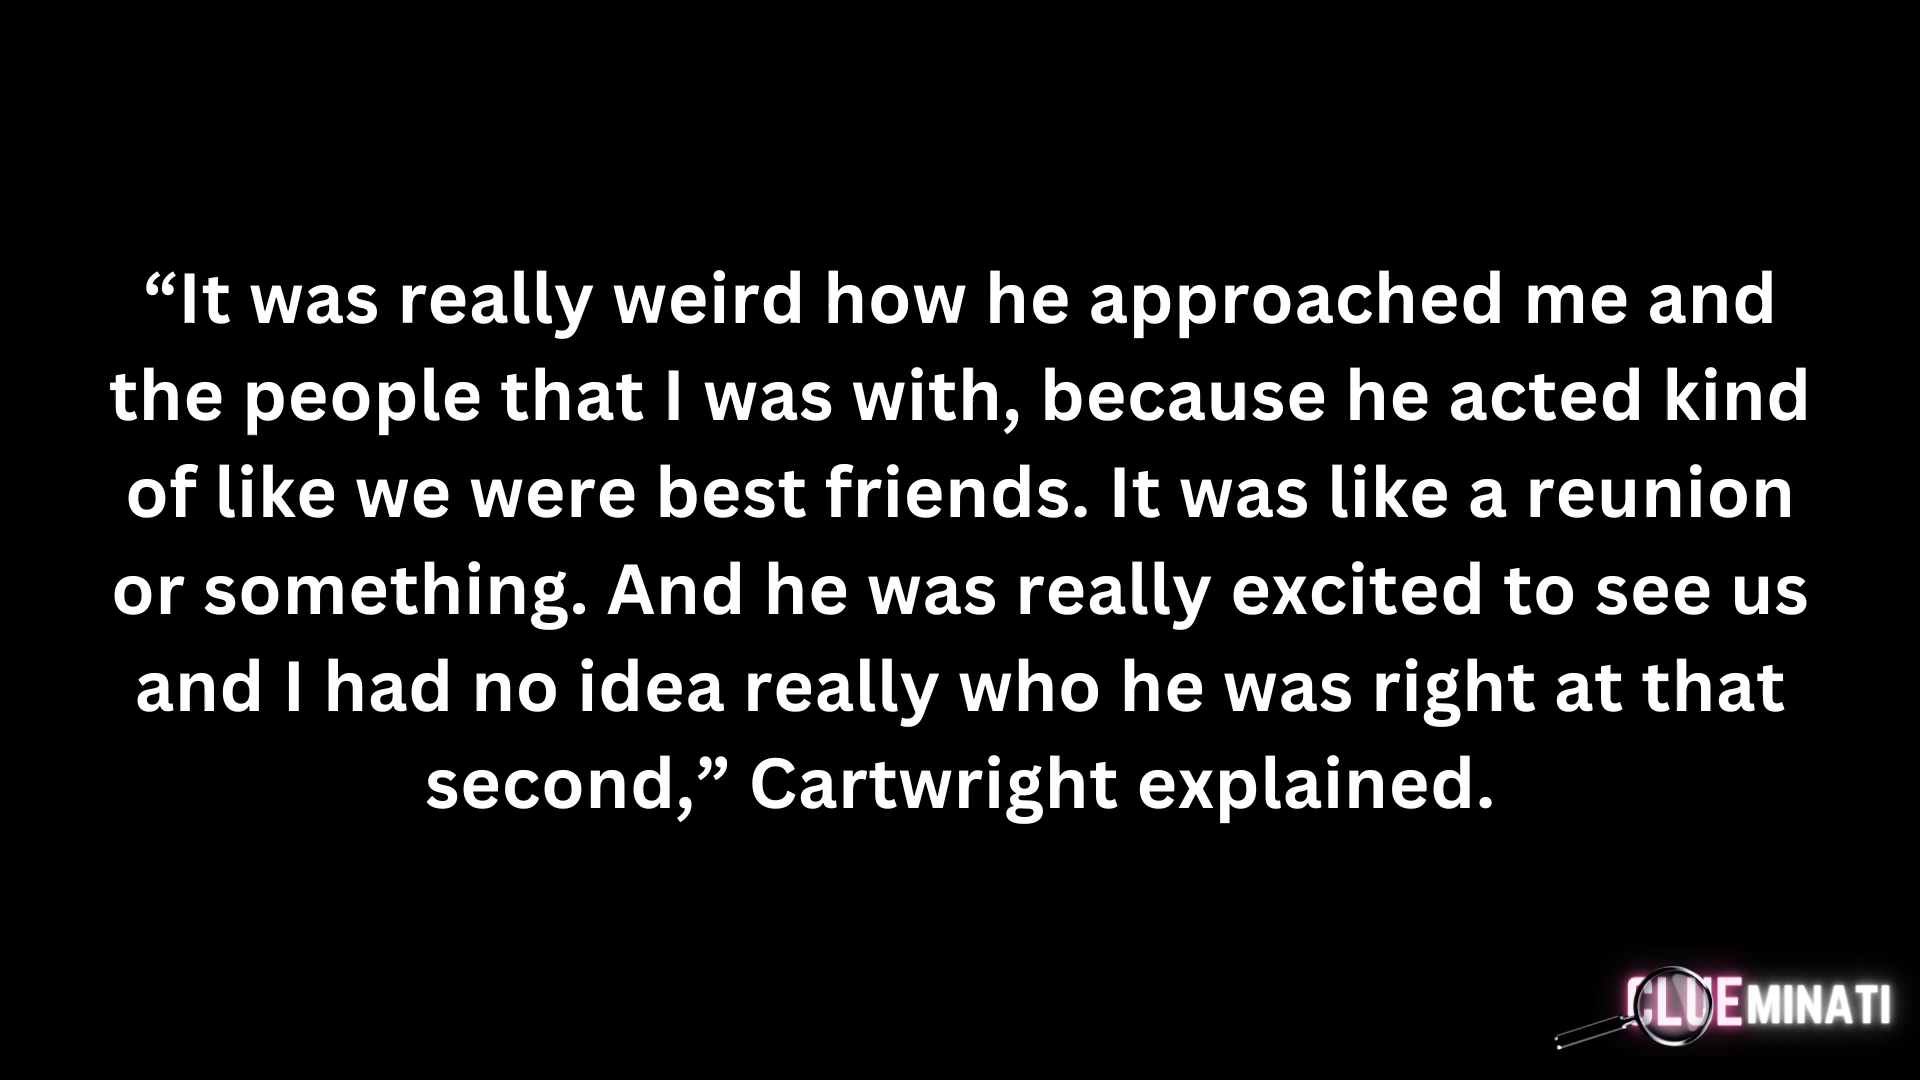 “It was really weird how he approached me and
the people that I was with, because he acted kind
of like we were best friends. It was like a reunion
or something. And he was really excited to see us
and I had no idea really who he was right at that
second,” Cartwright explained.
CLUEMINATI